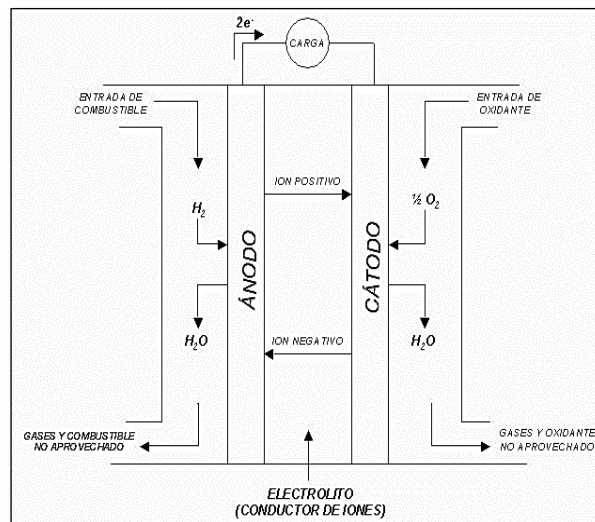 2e-
CARGA
ENTRADA DE
COMBUSTIBLE
ENTRADA DE
OXIDANTE
ION POSITIVO
H2
½ O2
ÁNODO
CÁTODO
H2O
ION NEGATIVO
H2O
GASES Y COMBUSTIBLE
NO APROVECHADO
GASES Y OXIDANTE
NO APROVECHADO
ELECTROLITO
(CONDUCTOR DE IONES)